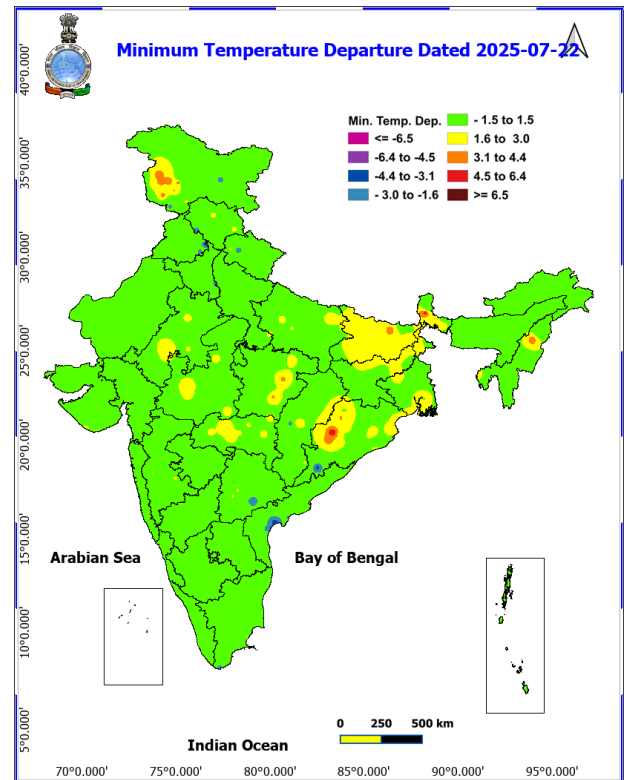 Minimum Temperature Departure Dated 2025-07-22
Min. Temp. Dep.
<= -6.5
-6.4 to -4.5
-4.4 to -3.1
- 3.0 to -1.6
- 1.5 to 1.5
1.6 to 3.0
3.1 to 4.4
4.5 to 6.4
>= 6.5
40°0.000'
35°0.000'
30°0.000'
25°0.000'
20°0.000'
15°0.000'
10°0.000'
5°0.000'
Arabian Sea
Bay of Bengal
Indian Ocean
0 250 500 km
70°0.000' 75°0.000' 80°0.000' 85°0.000' 90°0.000' 95°0.000'